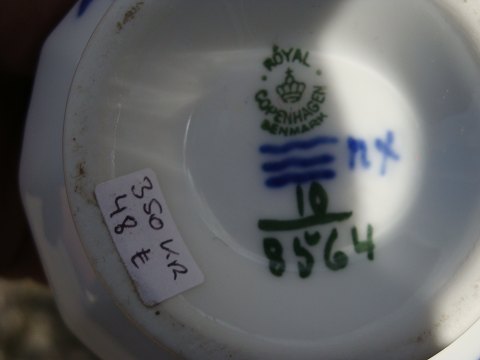 ROYAL
COPENHAGEN
DENMARK
nx
10
8564
350 KR
48 €